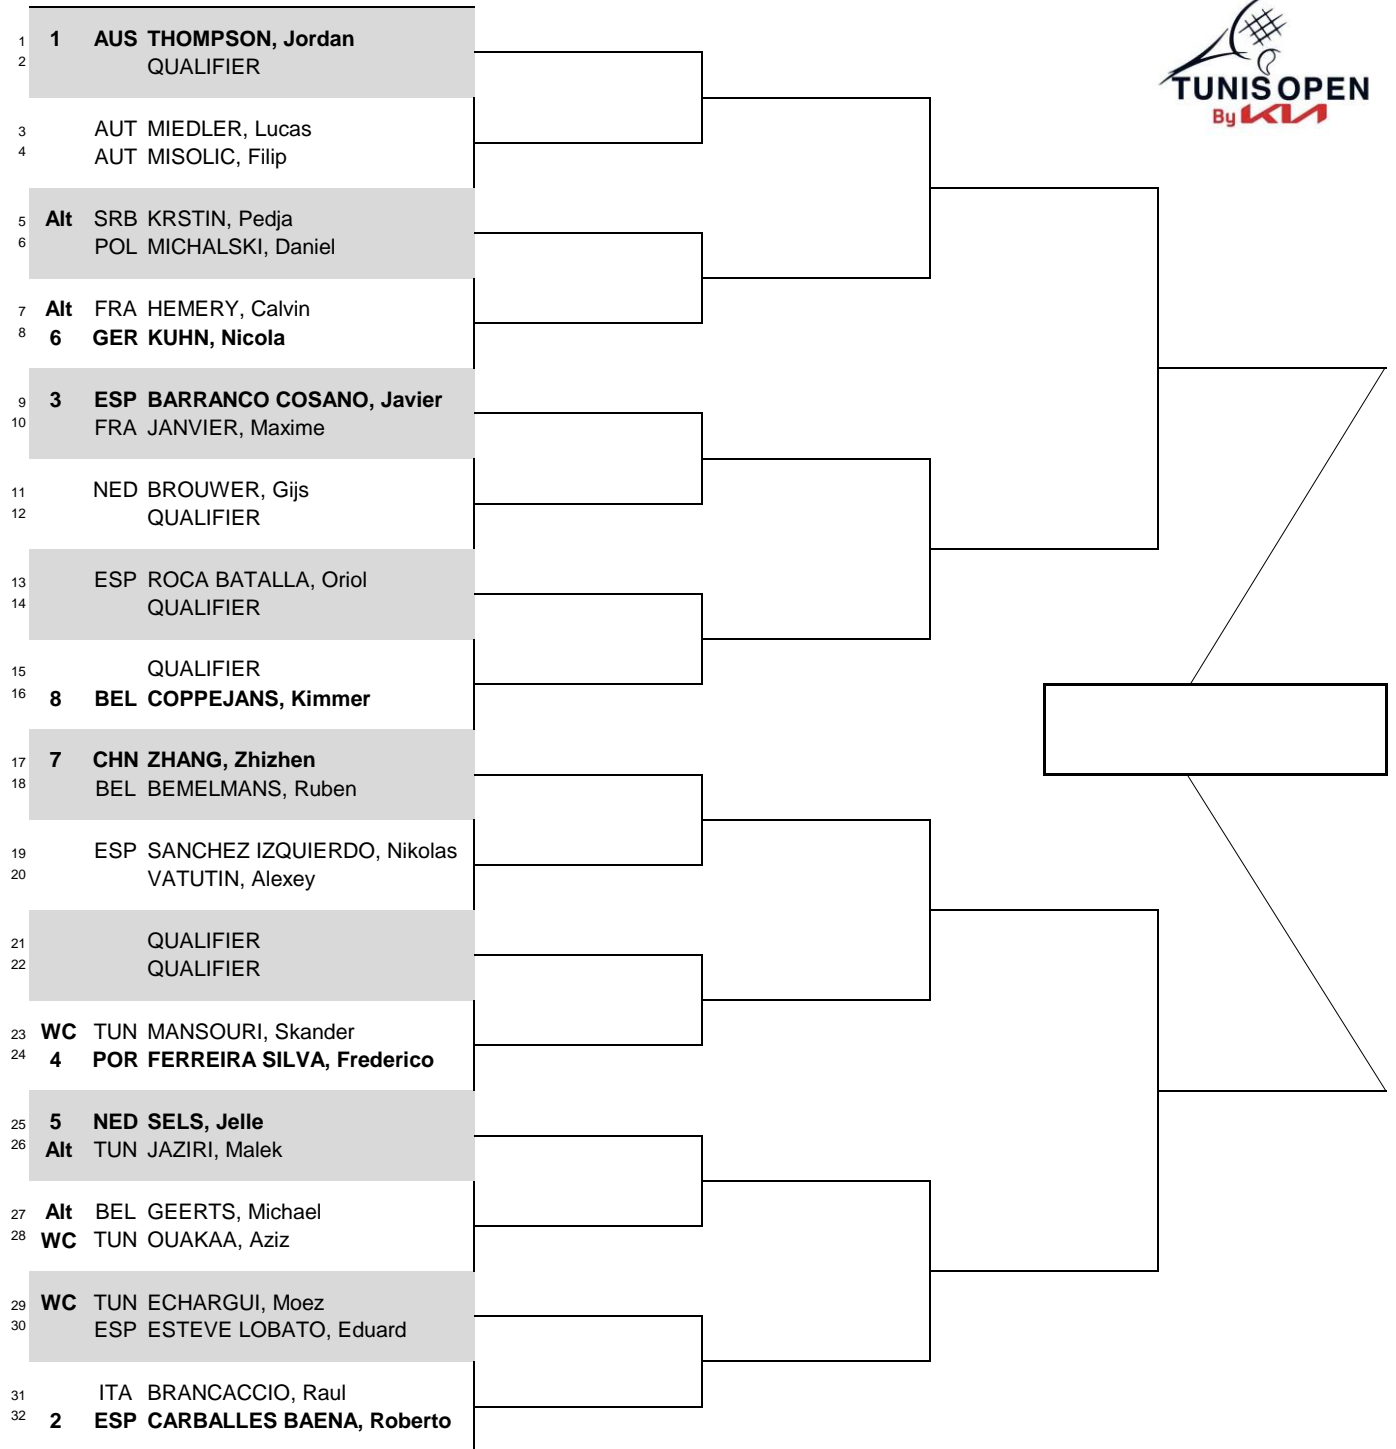 TUNIS OPEN
By KIA
1 1 AUS THOMPSON, Jordan
2 QUALIFIER
3 AUT MIEDLER, Lucas
4 AUT MISOLIC, Filip
5 Alt SRB KRSTIN, Pedja
6 POL MICHALSKI, Daniel
7 Alt FRA HEMERY, Calvin
8 6 GER KUHN, Nicola
9 3 ESP BARRANCO COSANO, Javier
10 FRA JANVIER, Maxime
11 NED BROUWER, Gijs
12 QUALIFIER
13 ESP ROCA BATALLA, Oriol
14 QUALIFIER
15 QUALIFIER
16 8 BEL COPPEJANS, Kimmer
17 7 CHN ZHANG, Zhizhen
18 BEL BEMELMANS, Ruben
19 ESP SANCHEZ IZQUIERDO, Nikolas
20 VATUTIN, Alexey
21 QUALIFIER
22 QUALIFIER
23 WC TUN MANSOURI, Skander
24 4 POR FERREIRA SILVA, Frederico
25 5 NED SELS, Jelle
26 Alt TUN JAZIRI, Malek
27 Alt BEL GEERTS, Michael
28 WC TUN OUAKAA, Aziz
29 WC TUN ECHARGUI, Moez
30 ESP ESTEVE LOBATO, Eduard
31 ITA BRANCACCIO, Raul
32 2 ESP CARBALLES BAENA, Roberto